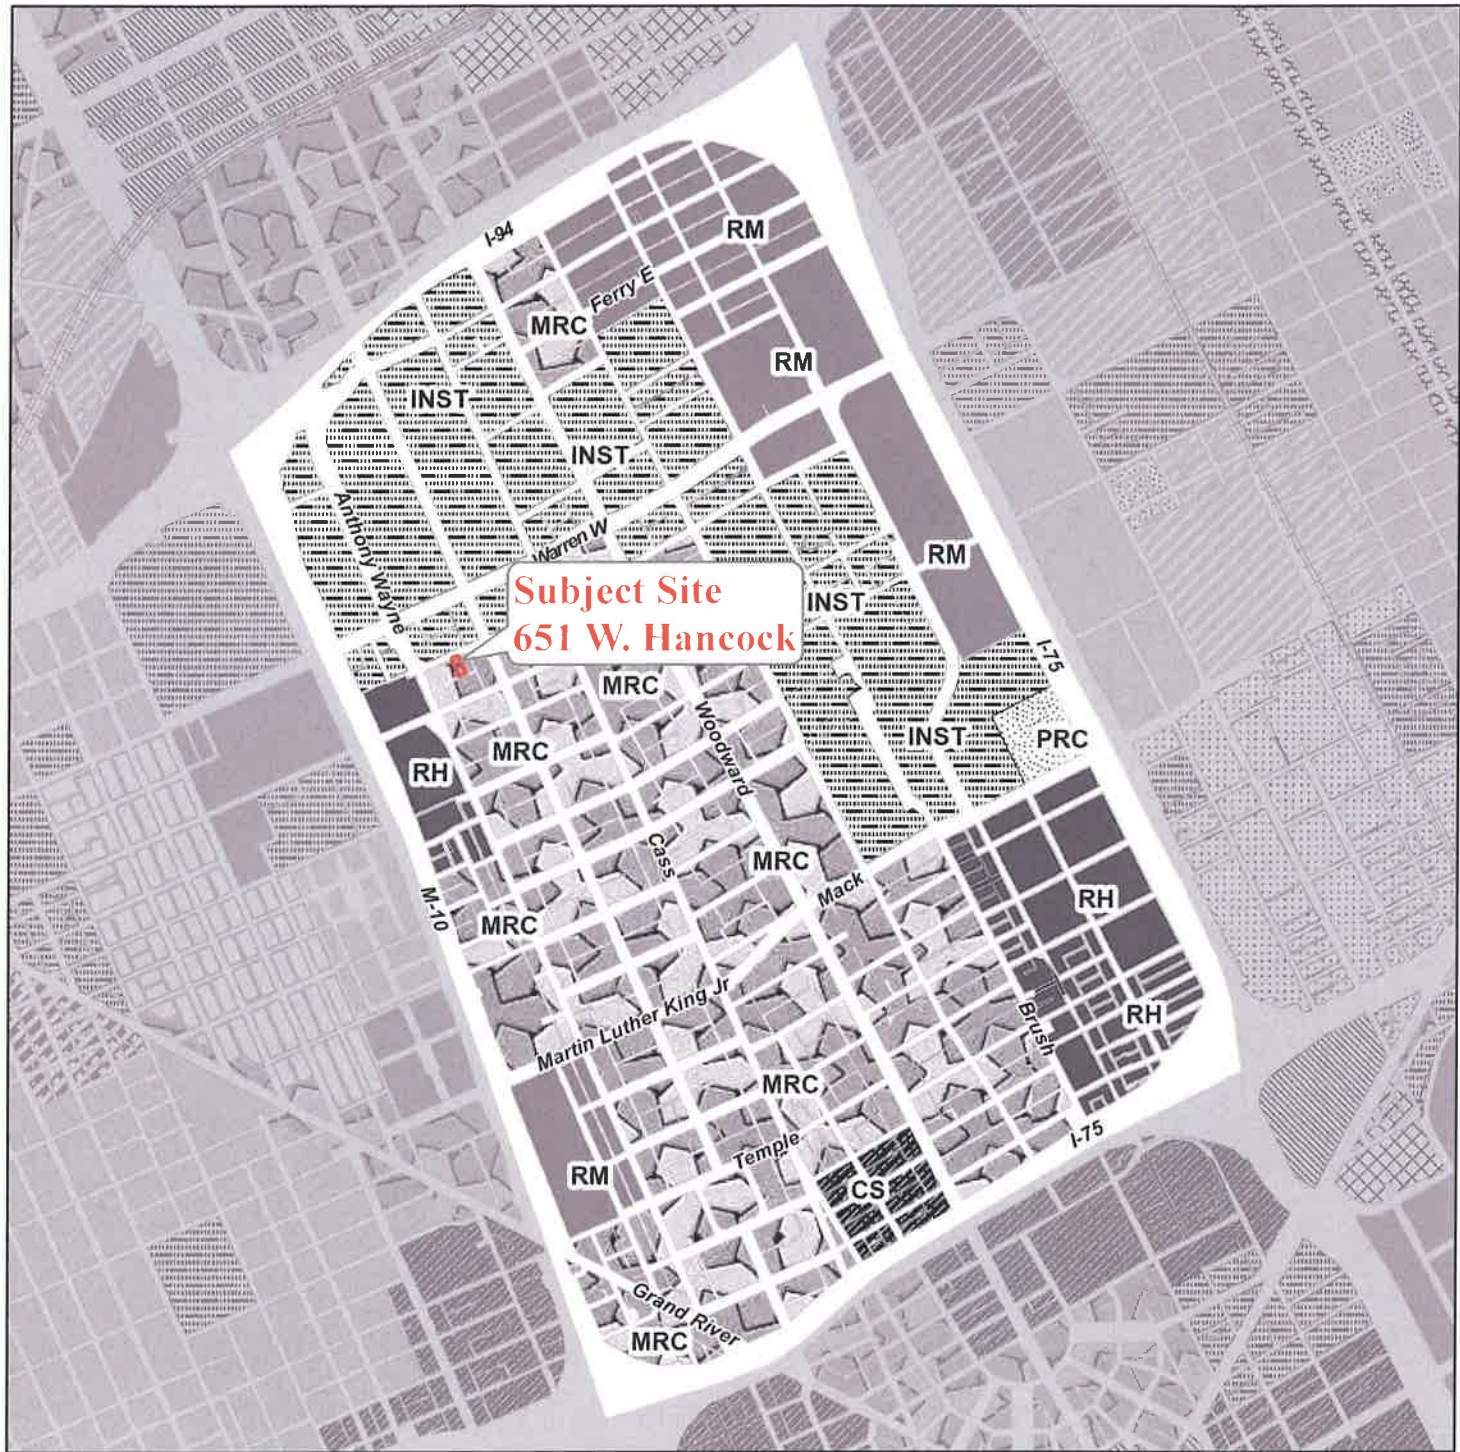 RM
I-94
Ferry E
MRC
RM
INST
INST
Anthony Wayne
Warren W
RM
Subject Site
651 W. Hancock
INST
I-75
MRC
Woodward
INST
PRC
MRC
RH
Cass
MRC
Mack
M-10
RH
MRC
Martin Luther King Jr
Brush
RH
MRC
I-75
Temple
RM
CS
Grand River
MRC